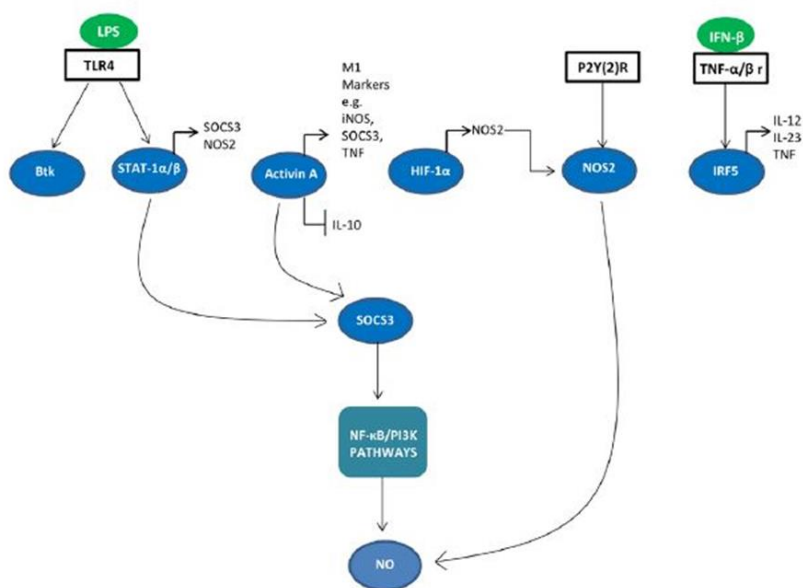 LPS
TLR4
IFN-β
TNF-α/β r
P2Y(2)R
M1
Markers
e.g.
iNOS,
SOCS3,
TNF
SOCS3
NOS2
NOS2
IL-12
IL-23
TNF
Btk
STAT-1α/β
Activin A
HIF-1α
NOS2
IRF5
IL-10
SOCS3
NF-κB/PI3K
PATHWAYS
NO